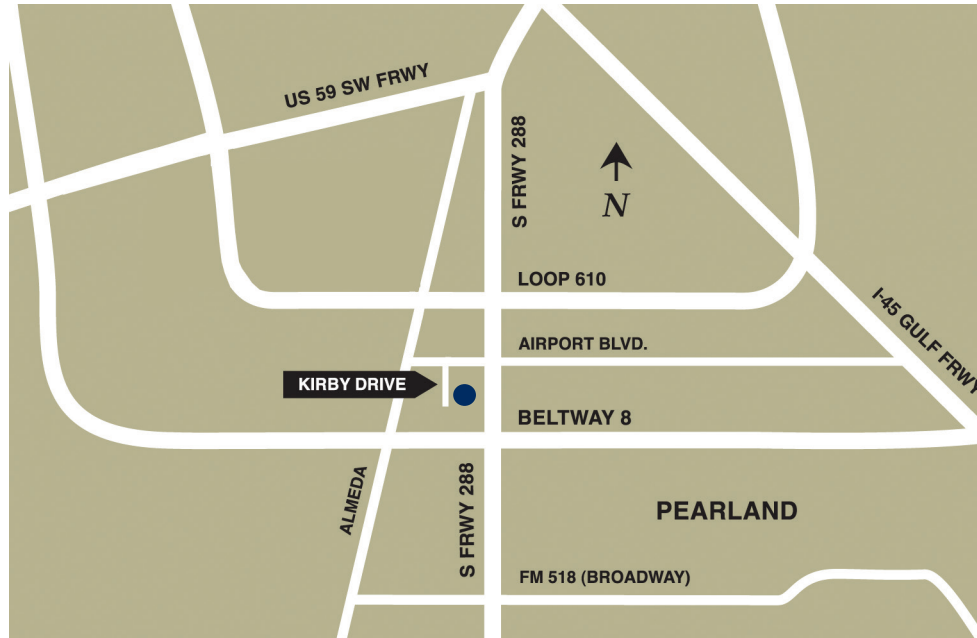 US 59 SW FRWY
S FRWY 288
N
LOOP 610
I-45 GULF FRWY
AIRPORT BLVD.
KIRBY DRIVE
BELTWAY 8
ALMEDA
S FRWY 288
PEARLAND
FM 518 (BROADWAY)